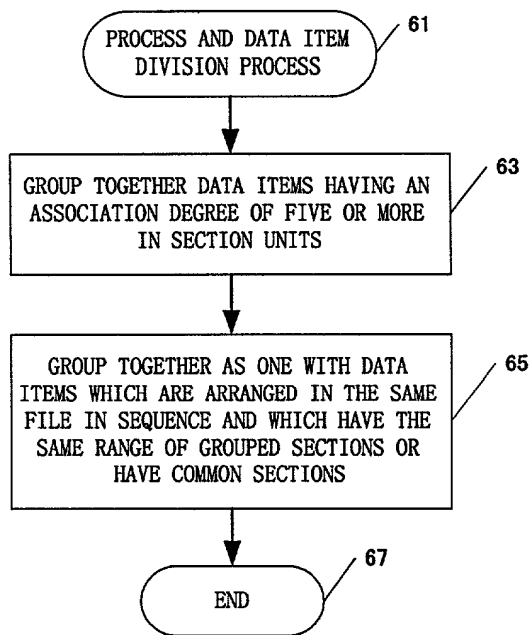 PROCESS AND DATA ITEM
DIVISION PROCESS
61
GROUP TOGETHER DATA ITEMS HAVING AN
ASSOCIATION DEGREE OF FIVE OR MORE
IN SECTION UNITS
63
GROUP TOGETHER AS ONE WITH DATA
ITEMS WHICH ARE ARRANGED IN THE SAME
FILE IN SEQUENCE AND WHICH HAVE THE
SAME RANGE OF GROUPED SECTIONS OR
HAVE COMMON SECTIONS
65
END
67